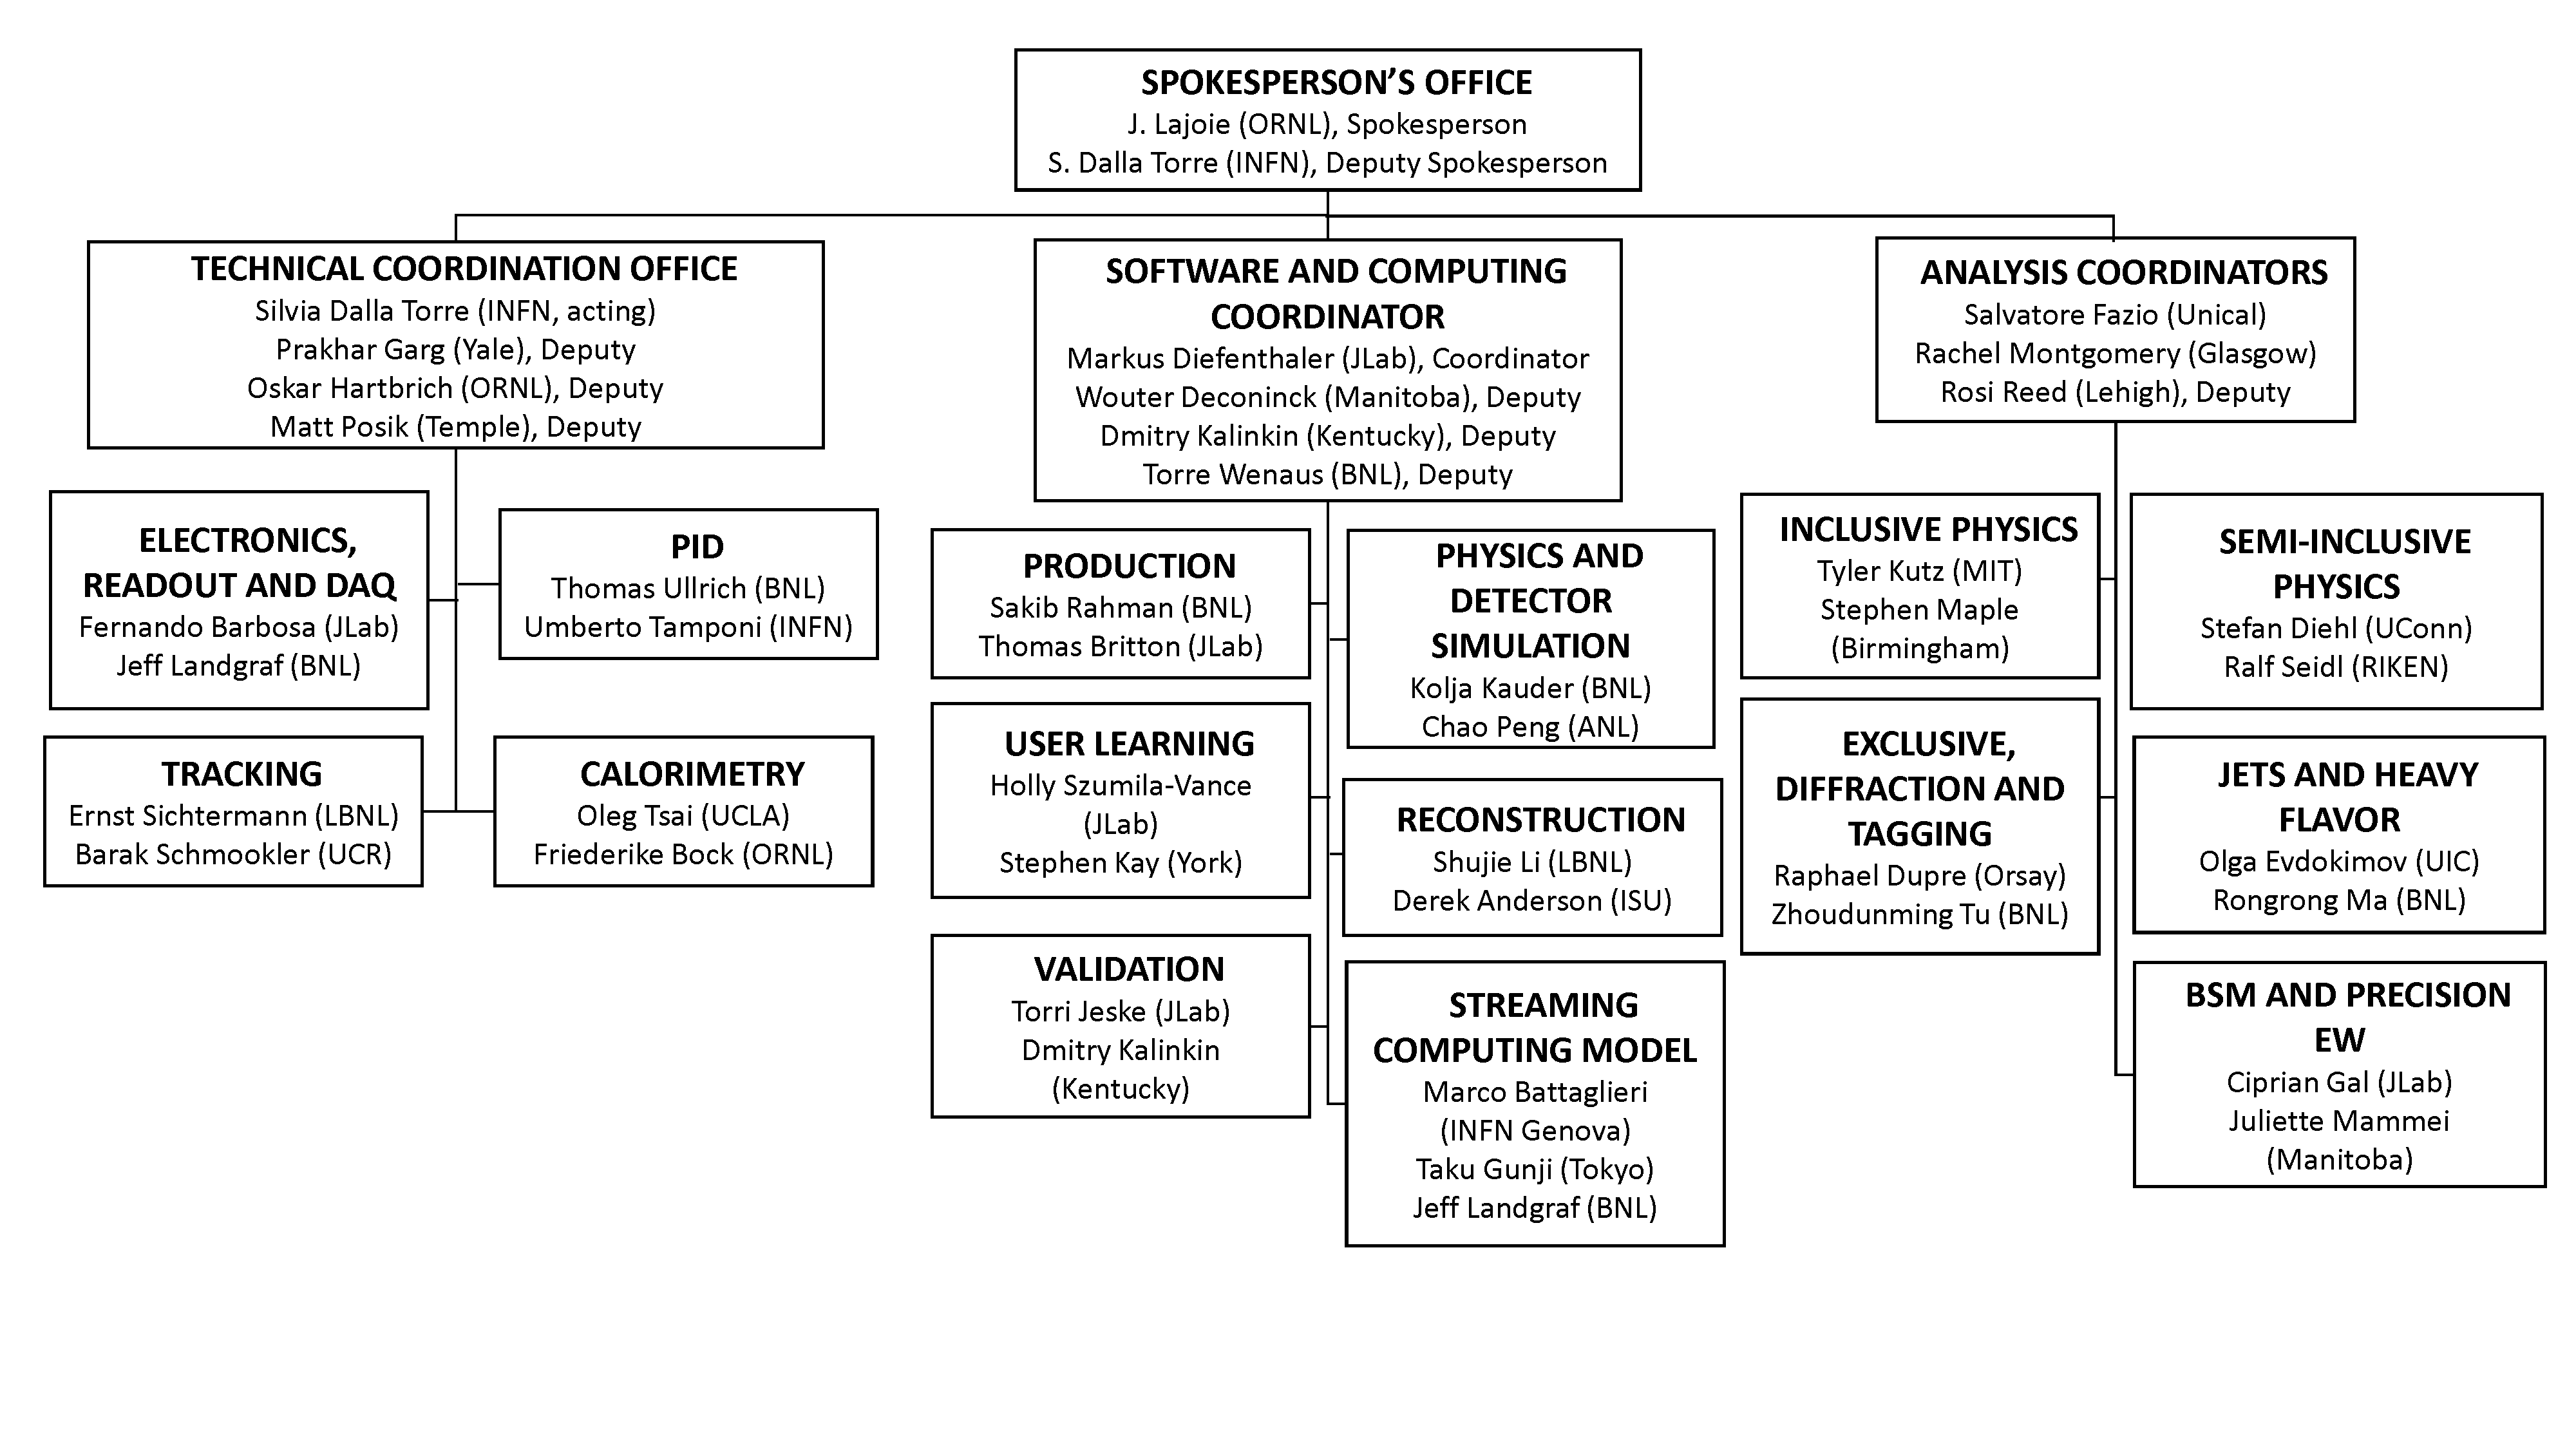 SPOKESPERSON’S OFFICE
J. Lajoie (ORNL), Spokesperson
S. Dalla Torre (INFN), Deputy Spokesperson
TECHNICAL COORDINATION OFFICE
Silvia Dalla Torre (INFN, acting)
Prakhar Garg (Yale), Deputy
Oskar Hartbrich (ORNL), Deputy
Matt Posik (Temple), Deputy
ELECTRONICS,
READOUT AND DAQ
Fernando Barbosa (JLab)
Jeff Landgraf (BNL)
PID
Thomas Ullrich (BNL)
Umberto Tamponi (INFN)
TRACKING
Ernst Sichtermann (LBNL)
Barak Schmookler (UCR)
CALORIMETRY
Oleg Tsai (UCLA)
Friederike Bock (ORNL)
SOFTWARE AND COMPUTING
COORDINATOR
Markus Diefenthaler (JLab), Coordinator
Wouter Deconinck (Manitoba), Deputy
Dmitry Kalinkin (Kentucky), Deputy
Torre Wenaus (BNL), Deputy
PRODUCTION
Sakib Rahman (BNL)
Thomas Britton (JLab)
PHYSICS AND
DETECTOR
SIMULATION
Kolja Kauder (BNL)
Chao Peng (ANL)
USER LEARNING
Holly Szumila-Vance
(JLab)
Stephen Kay (York)
RECONSTRUCTION
Shujie Li (LBNL)
Derek Anderson (ISU)
VALIDATION
Torri Jeske (JLab)
Dmitry Kalinkin
(Kentucky)
STREAMING
COMPUTING MODEL
Marco Battaglieri
(INFN Genova)
Taku Gunji (Tokyo)
Jeff Landgraf (BNL)
ANALYSIS COORDINATORS
Salvatore Fazio (Unical)
Rachel Montgomery (Glasgow)
Rosi Reed (Lehigh), Deputy
INCLUSIVE PHYSICS
Tyler Kutz (MIT)
Stephen Maple
(Birmingham)
SEMI-INCLUSIVE
PHYSICS
Stefan Diehl (UConn)
Ralf Seidl (RIKEN)
EXCLUSIVE,
DIFFRACTION AND
TAGGING
Raphael Dupre (Orsay)
Zhoudunming Tu (BNL)
JETS AND HEAVY
FLAVOR
Olga Evdokimov (UIC)
Rongrong Ma (BNL)
BSM AND PRECISION
EW
Ciprian Gal (JLab)
Juliette Mammei
(Manitoba)